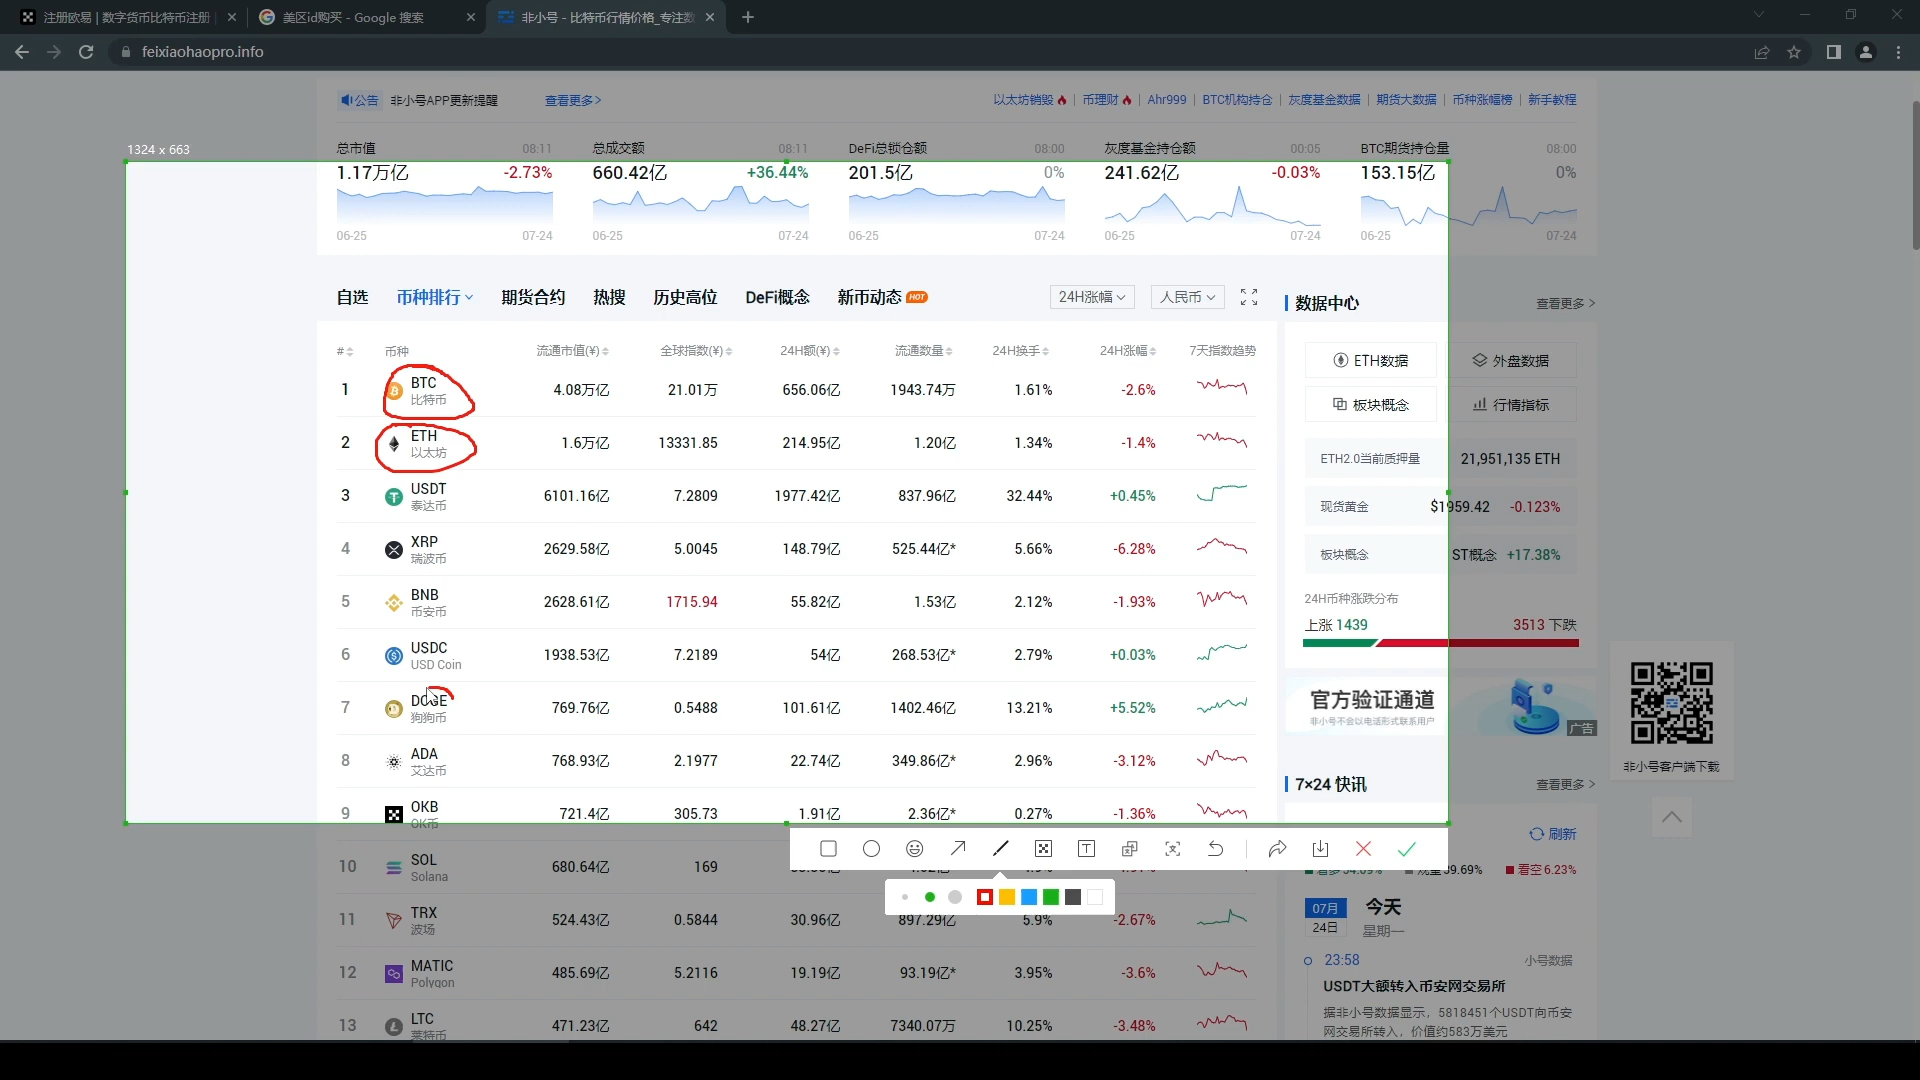 注册欧易 | 数字货币比特币注册
美区id购买 - Google 搜索
非小号 - 比特币行情价格_专注数
feixiaohaopro.info
公告 非小号APP更新提醒 查看更多>
以太坊销毁 | 币理财 | Ahr999 | BTC机构持仓 | 灰度基金数据 | 期货大数据 | 币种涨幅榜 | 新手教程
1324 x 663
总市值 08:11 总成交额 08:11 DeFi总锁仓额 08:00 灰度基金持仓额 00:05 BTC期货持仓量 08:00
1.17万亿 -2.73% 660.42亿 +36.44% 201.5亿 0% 241.62亿 -0.03% 153.15亿 0%
06-25 07-24 06-25 07-24 06-25 07-24 06-25 07-24 06-25 07-24
自选 币种排行 期货合约 热搜 历史高位 DeFi概念 新币动态 HOT 24H涨幅 人民币
# 币种 流通市值(¥) 全球指数(¥) 24H额(¥) 流通数量 24H换手 24H涨幅 7天指数趋势
1 BTC 4.08万亿 21.01万 656.06亿 1943.74万 1.61% -2.6%
比特币
2 ETH 1.6万亿 13331.85 214.95亿 1.20亿 1.34% -1.4%
以太坊
3 USDT 6101.16亿 7.2809 1977.42亿 837.96亿 32.44% +0.45%
泰达币
4 XRP 2629.58亿 5.0045 148.79亿 525.44亿* 5.66% -6.28%
瑞波币
5 BNB 2628.61亿 1715.94 55.82亿 1.53亿 2.12% -1.93%
币安币
6 USDC 1938.53亿 7.2189 54亿 268.53亿* 2.79% +0.03%
USD Coin
7 DOGE 769.76亿 0.5488 101.61亿 1402.46亿 13.21% +5.52%
狗狗币
8 ADA 768.93亿 2.1977 22.74亿 349.86亿* 2.96% -3.12%
艾达币
9 OKB 721.4亿 305.73 1.91亿 2.36亿* 0.27% -1.36%
OK币
10 SOL 680.64亿 169
Solana
11 TRX 524.43亿 0.5844 30.96亿 897.29亿 5.9% -2.67%
波场
12 MATIC 485.69亿 5.2116 19.19亿 93.19亿* 3.95% -3.6%
Polygon
13 LTC 471.23亿 642 48.27亿 7340.07万 10.25% -3.48%
莱特币
数据中心 查看更多 >
ETH数据 外盘数据
板块概念 行情指标
ETH2.0当前质押量 21,951,135 ETH
现货黄金 $1959.42 -0.123%
板块概念 ST概念 +17.38%
24H币种涨跌分布
上涨 1439 3513 下跌
官方验证通道
非小号不会以电话形式联系用户
广告
非小号客户端下载
7×24 快讯 查看更多 >
刷新
看空 6.23%
07月 今天
24日 星期一
23:58 小号数据
USDT大额转入币安网交易所
据非小号数据显示，5818451个USDT向币安
网交易所转入，价值约583万美元